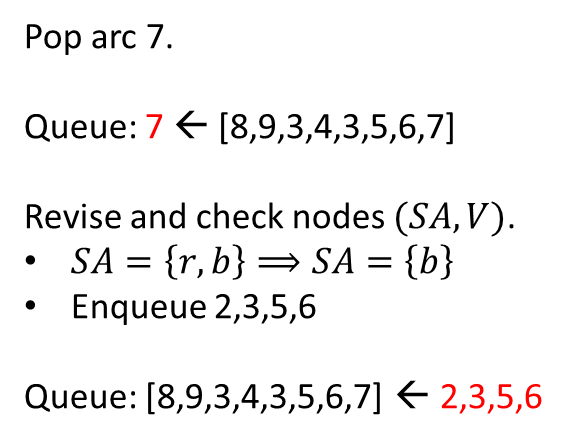 Pop arc 7.
Queue: 7 ← [8,9,3,4,3,5,6,7]
Revise and check nodes (SA, V).
• SA = {r, b} ⟹ SA = {b}
• Enqueue 2,3,5,6
Queue: [8,9,3,4,3,5,6,7] ← 2,3,5,6